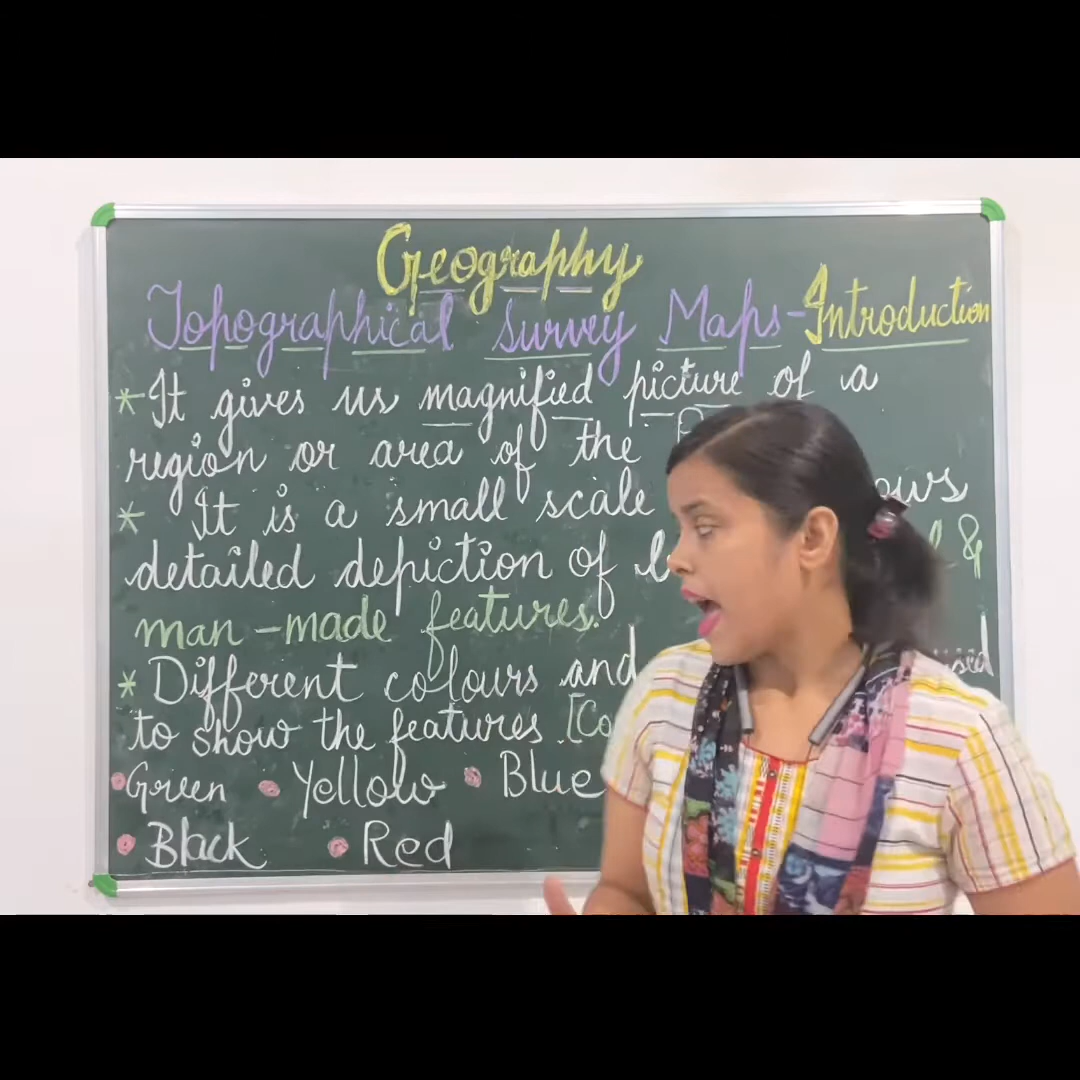 Geography
Topographical Survey Maps - Introduction
* It gives us magnified picture of a
region or area of the
* It is a small scale
detailed depiction of &
man-made features.
* Different colours and used
to show the features. [Co
Green Yellow Blue
Black Red